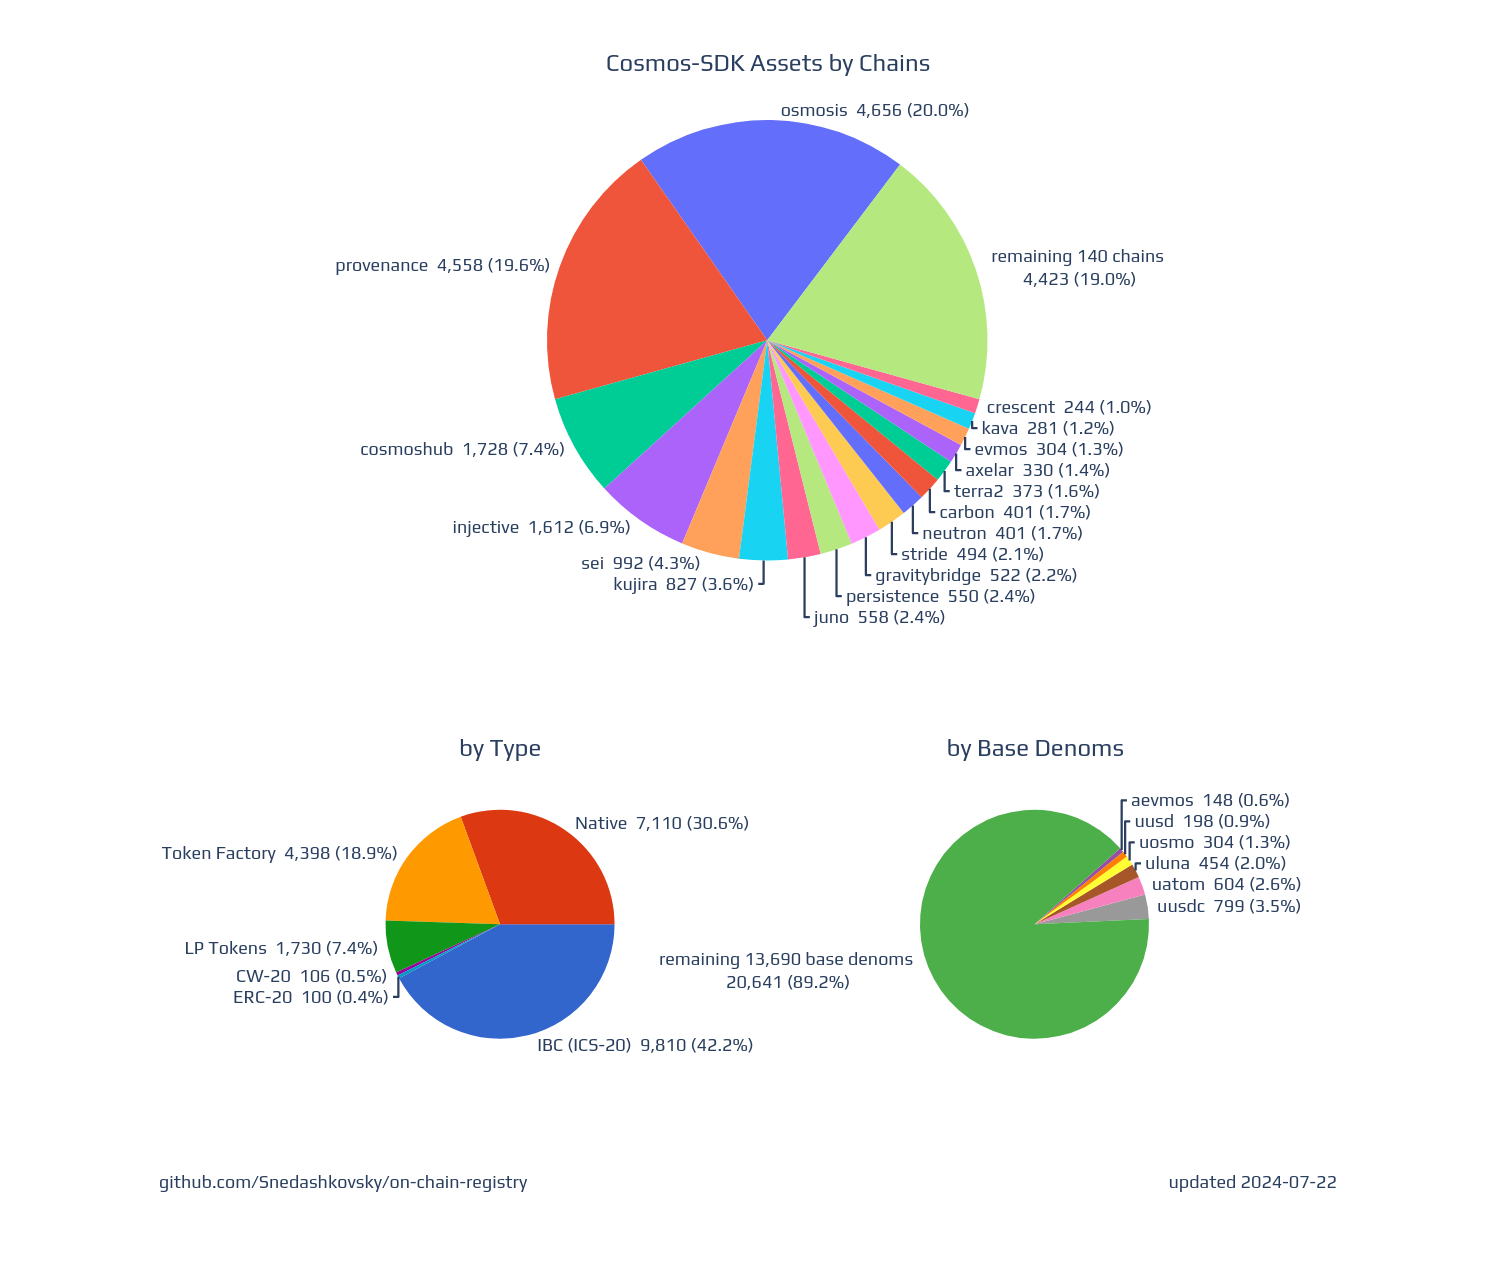 Cosmos-SDK Assets by Chains
osmosis 4,656 (20.0%)
remaining 140 chains
4,423 (19.0%)
provenance 4,558 (19.6%)
crescent 244 (1.0%)
kava 281 (1.2%)
evmos 304 (1.3%)
cosmoshub 1,728 (7.4%)
axelar 330 (1.4%)
terra2 373 (1.6%)
carbon 401 (1.7%)
injective 1,612 (6.9%)
neutron 401 (1.7%)
stride 494 (2.1%)
sei 992 (4.3%)
gravitybridge 522 (2.2%)
kujira 827 (3.6%)
persistence 550 (2.4%)
juno 558 (2.4%)
by Type
Native 7,110 (30.6%)
Token Factory 4,398 (18.9%)
LP Tokens 1,730 (7.4%)
CW-20 106 (0.5%)
ERC-20 100 (0.4%)
IBC (ICS-20) 9,810 (42.2%)
by Base Denoms
aevmos 148 (0.6%)
uusd 198 (0.9%)
uosmo 304 (1.3%)
uluna 454 (2.0%)
uatom 604 (2.6%)
uusdc 799 (3.5%)
remaining 13,690 base denoms
20,641 (89.2%)
github.com/Snedashkovsky/on-chain-registry
updated 2024-07-22